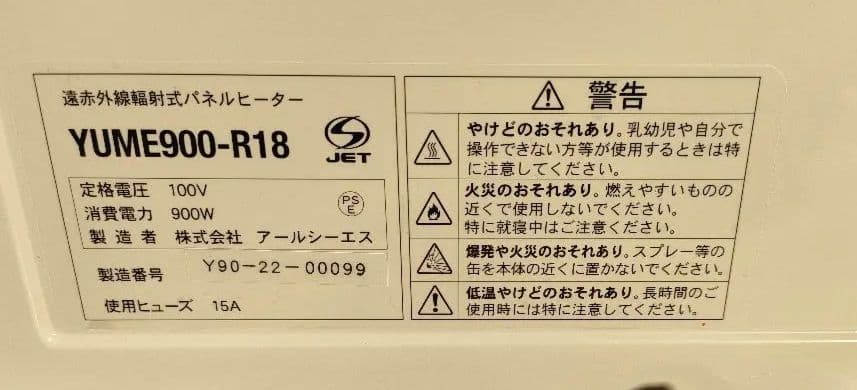 遠赤外線輻射式パネルヒーター
YUME900-R18
JET
定格電圧 100V
消費電力 900W
PS
E
製造者 株式会社 アールシーエス
製造番号 Y90-22-00099
使用ヒューズ 15A
警告
やけどのおそれあり。乳幼児や自分で
操作できない方等が使用するときは特
に注意してください。
火災のおそれあり。燃えやすいものの
近くで使用しないでください。
特に就寝中はご注意ください。
爆発や火災のおそれあり。スプレー等の
缶を本体の近くに置かないでください。
低温やけどのおそれあり。長時間のご
使用時には特に注意してください。